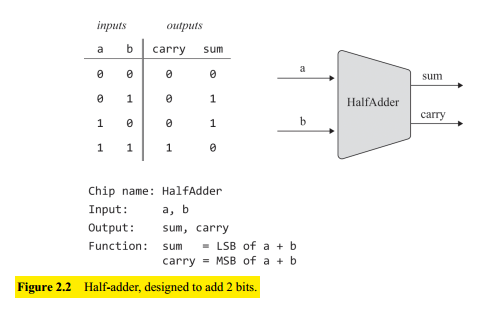 inputs outputs
a b carry sum
0 0 0 0
0 1 0 1
1 0 0 1
1 1 1 0
a
b
HalfAdder
sum
carry
Chip name: HalfAdder
Input: a, b
Output: sum, carry
Function: sum = LSB of a + b
carry = MSB of a + b
Figure 2.2 Half-adder, designed to add 2 bits.